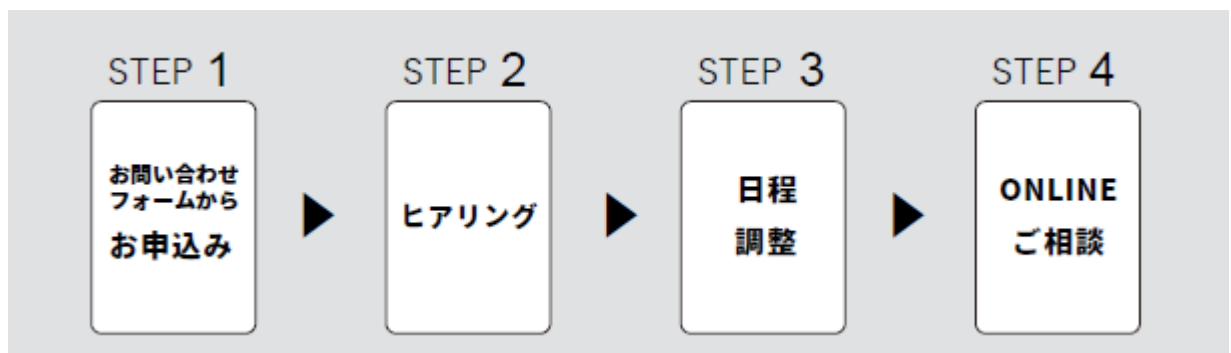 STEP 1
お問い合わせ
フォームから
お申込み
STEP 2
ヒアリング
STEP 3
日程
調整
STEP 4
ONLINE
ご相談